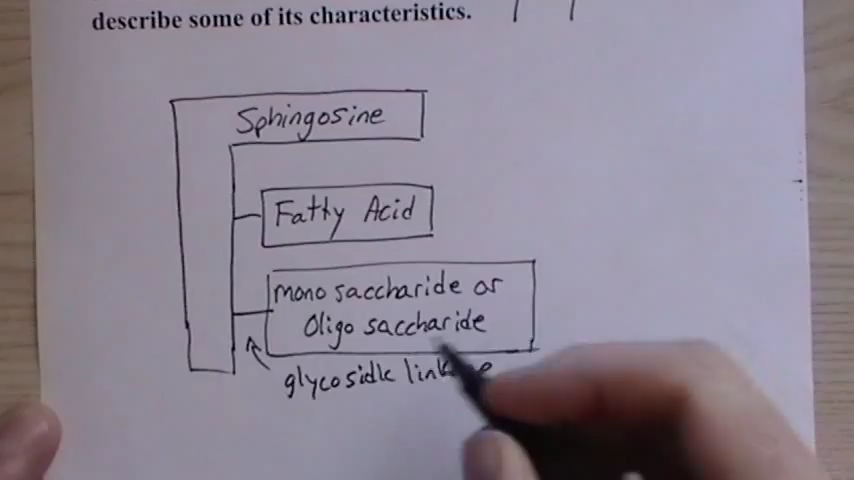 describe some of its characteristics.
Sphingosine
Fatty Acid
mono saccharide or
Oligo saccharide
glycosidic